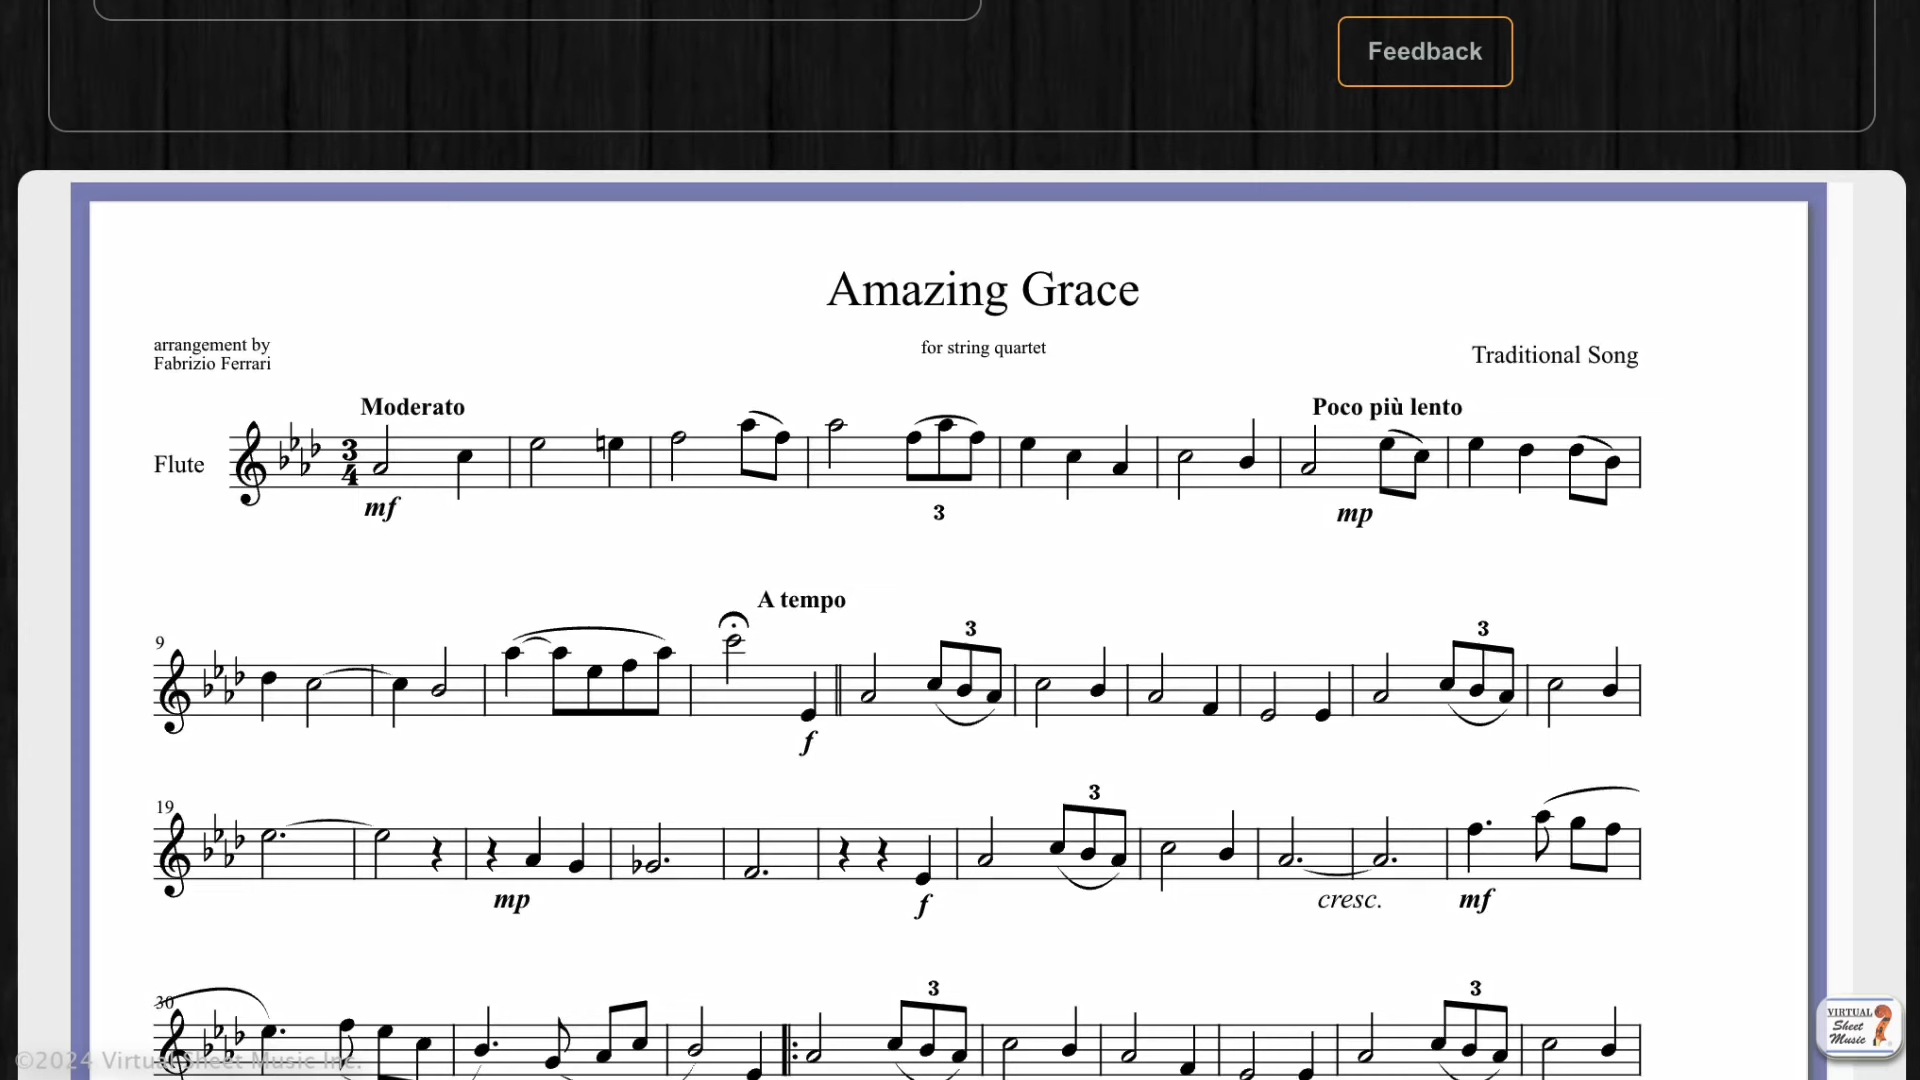 Feedback
Amazing Grace
arrangement by
Fabrizio Ferrari
for string quartet
Traditional Song
Moderato
Poco più lento
Flute
3
4
mf
3
mp
A tempo
9
3
3
f
19
3
mp
f
cresc.
mf
30
3
3
©2024 Virtual Sheet Music Inc.
VIRTUAL
Sheet
Music